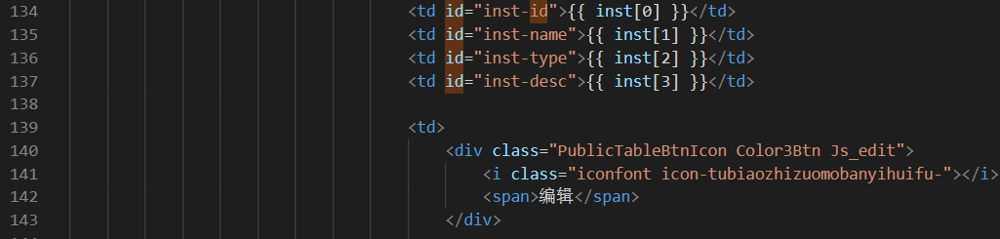 134 <td id="inst-id">{{ inst[0] }}</td>
135 <td id="inst-name">{{ inst[1] }}</td>
136 <td id="inst-type">{{ inst[2] }}</td>
137 <td id="inst-desc">{{ inst[3] }}</td>
138
139 <td>
140 <div class="PublicTableBtnIcon Color3Btn Js_edit">
141 <i class="iconfont icon-tubiaozhizuomobanyihuifu-"></i>
142 <span>编辑</span>
143 </div>